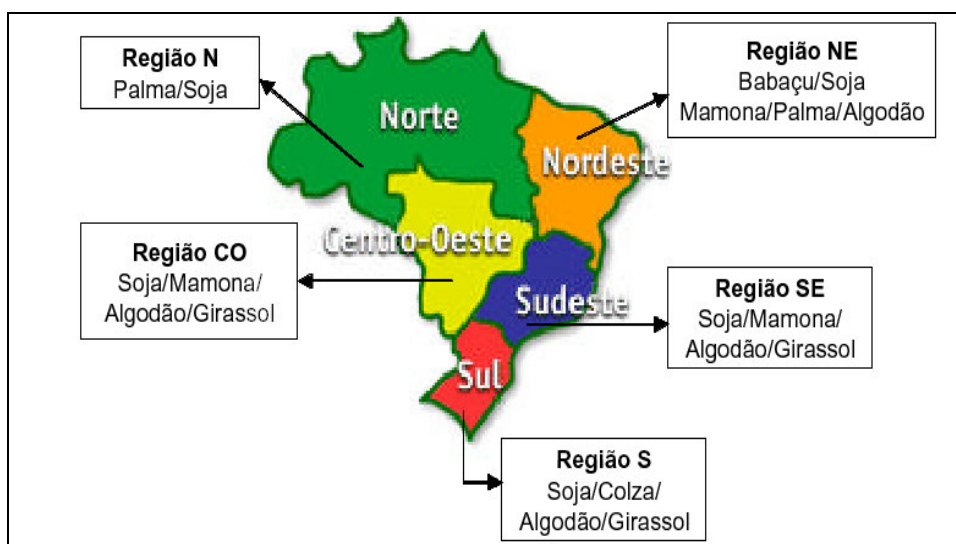 Região N
Palma/Soja
Região NE
Babaçu/Soja
Mamona/Palma/Algodão
Norte
Nordeste
Centro-Oeste
Região CO
Soja/Mamona/
Algodão/Girassol
Sudeste
Região SE
Soja/Mamona/
Algodão/Girassol
Sul
Região S
Soja/Colza/
Algodão/Girassol